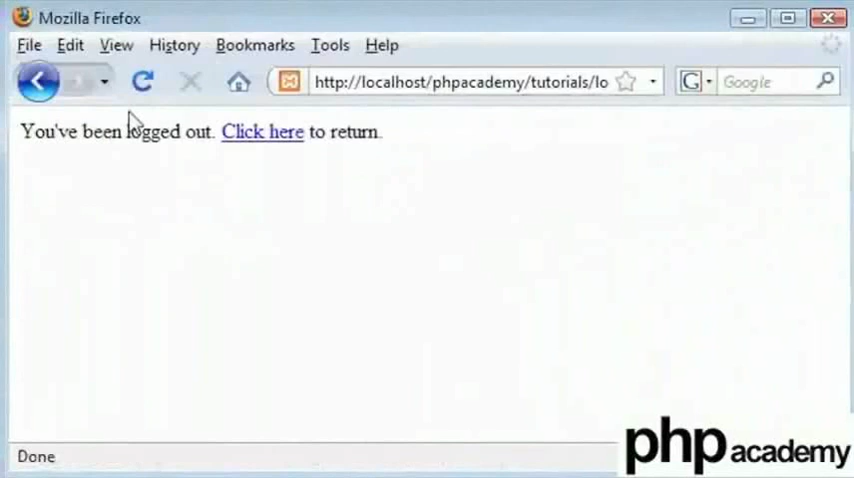 Mozilla Firefox
File Edit View History Bookmarks Tools Help
http://localhost/phpacademy/tutorials/lo G Google
You've been logged out. Click here to return.
Done
php academy